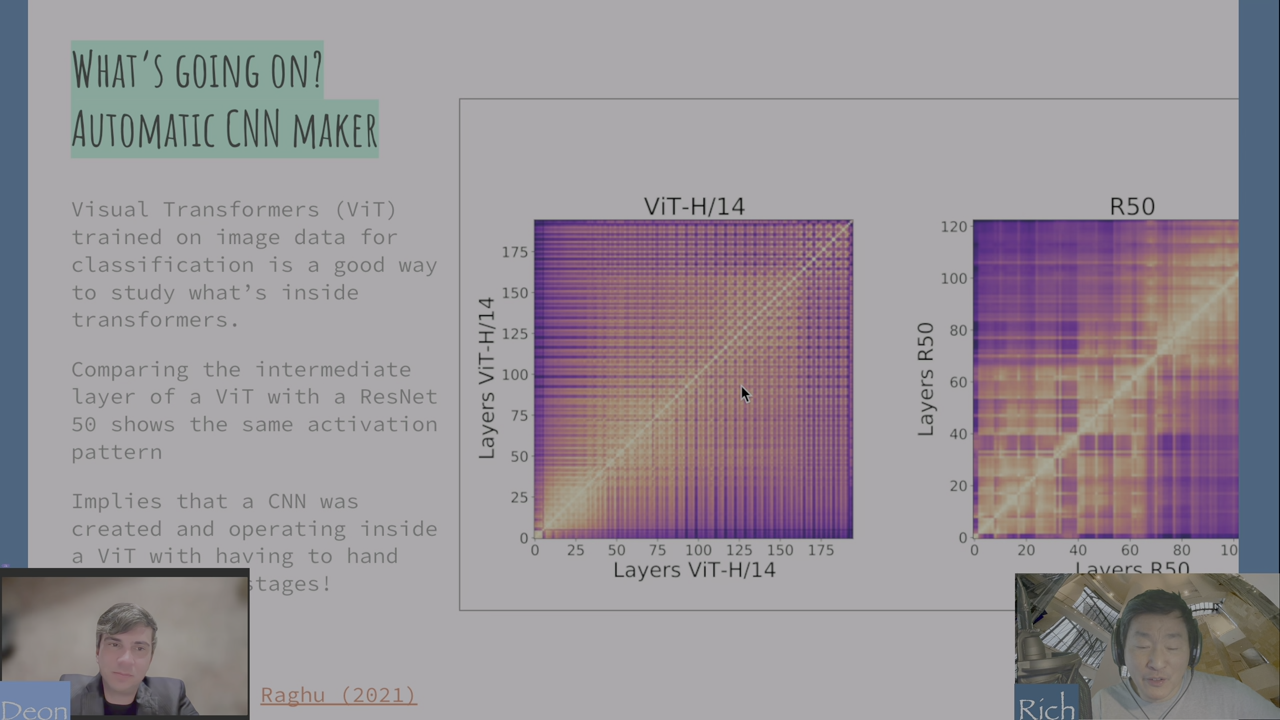 What's going on?
Automatic CNN maker
Visual Transformers (ViT)
trained on image data for
classification is a good way
to study what's inside
transformers.
Comparing the intermediate
layer of a ViT with a ResNet
50 shows the same activation
pattern
Implies that a CNN was
created and operating inside
a ViT with having to hand
stages!
Raghu (2021)
ViT-H/14
Layers ViT-H/14
175
150
125
100
75
50
25
0
0 25 50 75 100 125 150 175
Layers ViT-H/14
R50
Layers R50
120
100
80
60
40
20
0
0 20 40 60 80 10
Layers R50
Deon
Rich